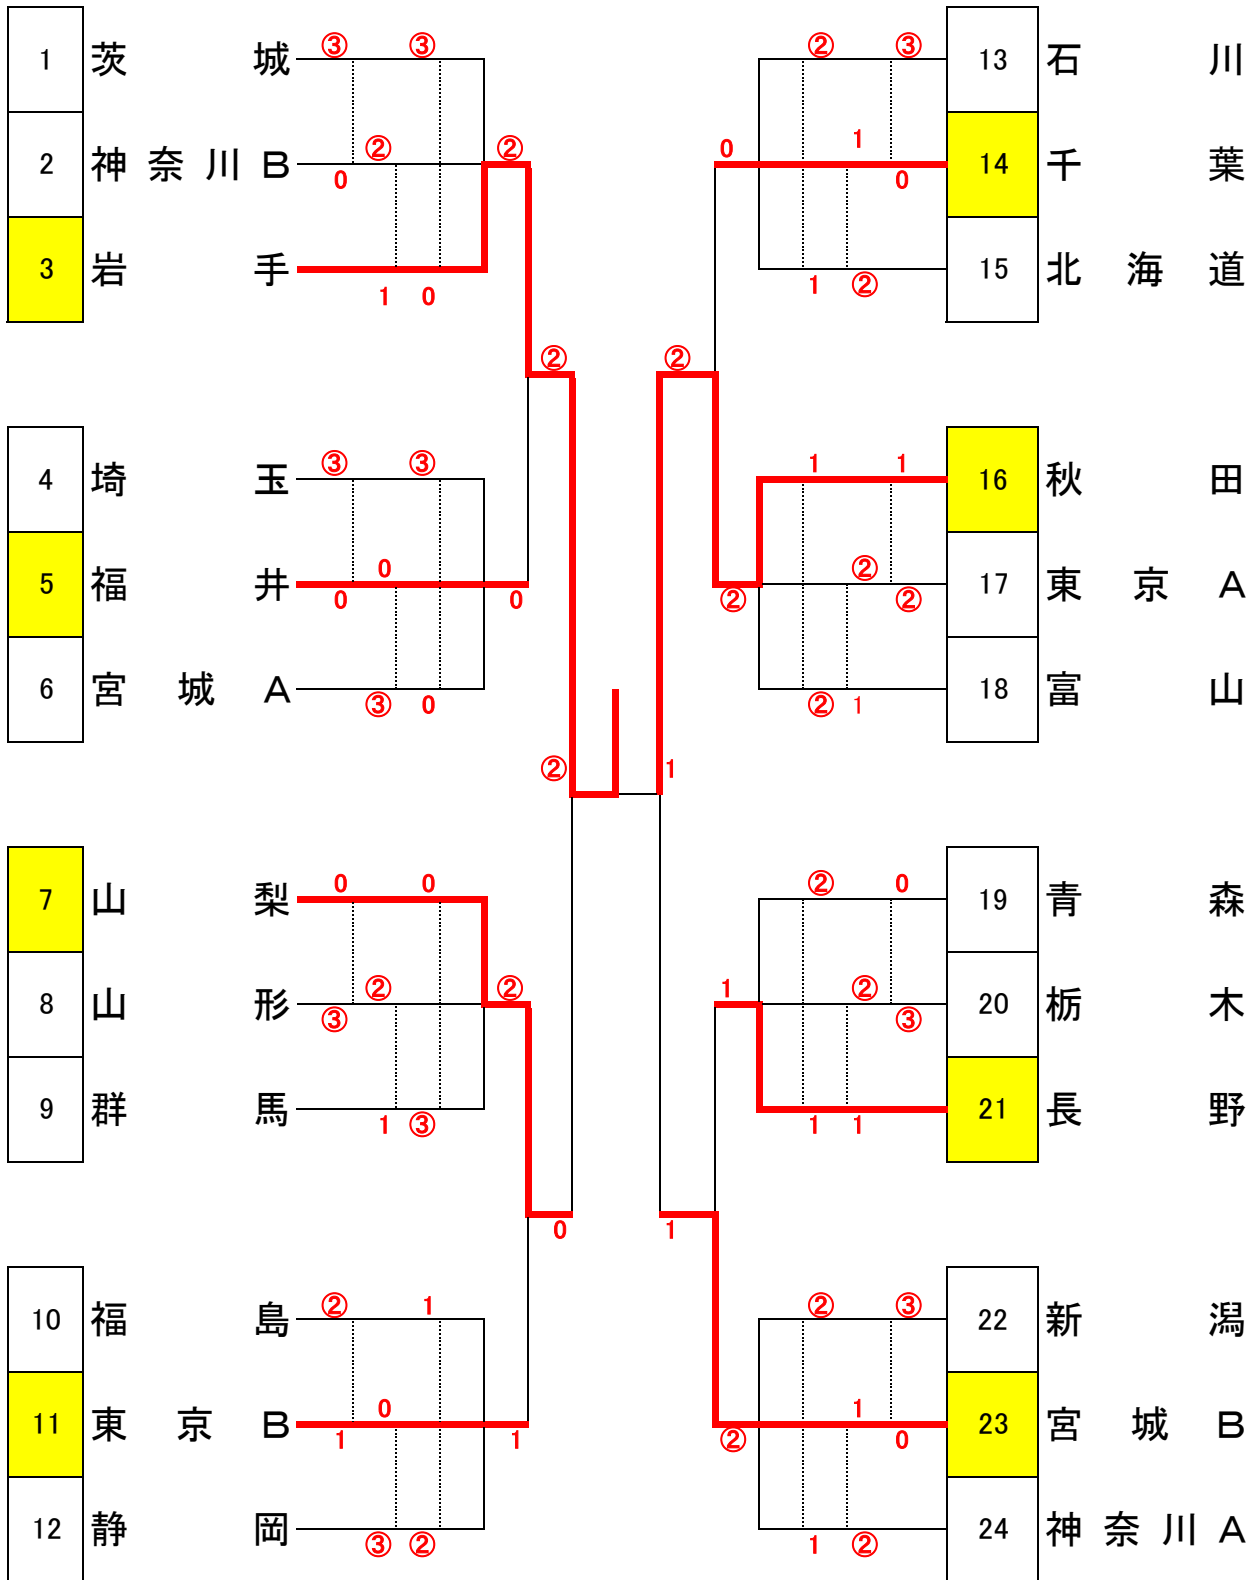 1 茨城 ③ ③
2 神奈川B ② 0 ②
3 岩手 1 0
②
4 埼玉 ③ ③
5 福井 0 0 0
6 宮城A ③ 0
②
7 山梨 0 0
8 山形 ② ③ ②
9 群馬 1 ③
0
10 福島 ② 1
11 東京B 0 1 1
12 静岡 ③ ②
② ③ 13 石川
0 1 0 14 千葉
1 ② 15 北海道
②
1 1 16 秋田
② ② ② 17 東京A
② 1 18 富山
1
② 0 19 青森
1 ② ③ 20 栃木
1 1 21 長野
1
② ③ 22 新潟
② 1 0 23 宮城B
1 ② 24 神奈川A